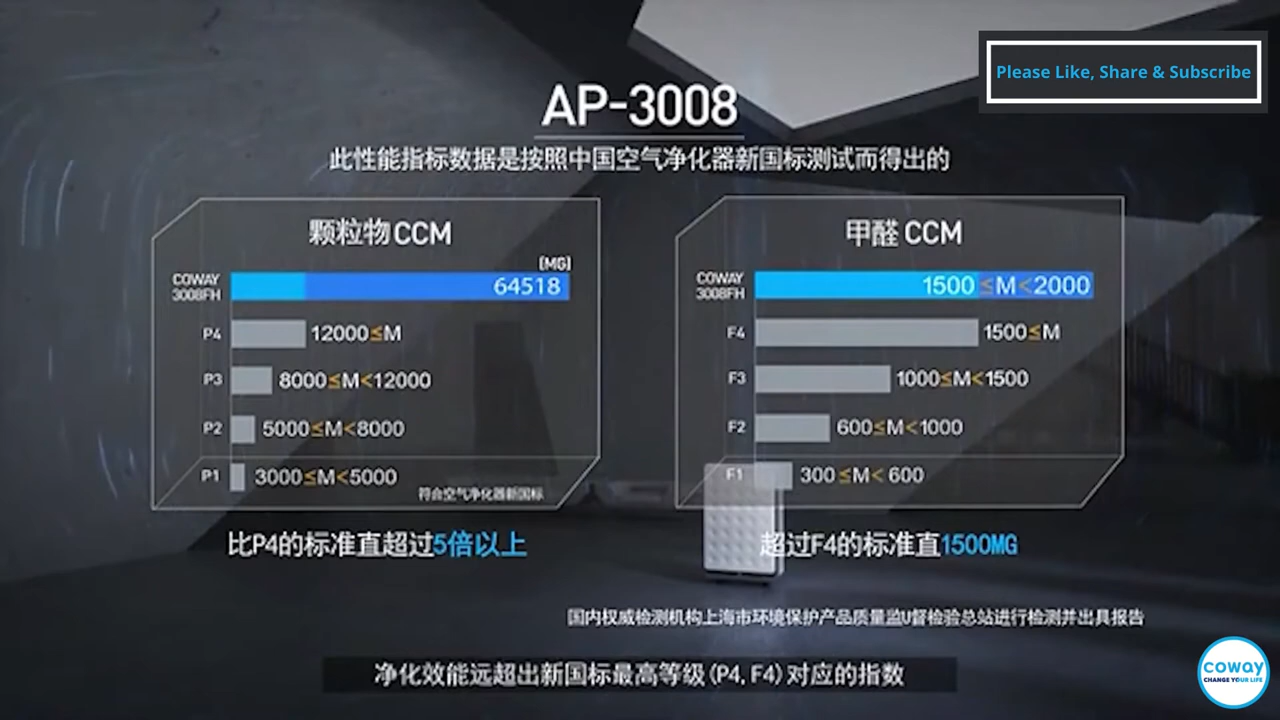 Please Like, Share & Subscribe
AP-3008
此性能指标数据是按照中国空气净化器新国标测试而得出的
颗粒物 CCM
[MG]
COWAY
3008FH
64518
P4
12000≤M
P3
8000≤M<12000
P2
5000≤M<8000
P1
3000≤M<5000
符合空气净化器新国标
比P4的标准直超过5倍以上
甲醛 CCM
COWAY
3008FH
1500 ≤M<2000
F4
1500≤M
F3
1000≤M<1500
F2
600≤M<1000
F1
300 ≤M< 600
超过F4的标准直1500MG
国内权威检测机构上海市环境保护产品质量监U督检验总站进行检测并出具报告
净化效能远超出新国标最高等级 (P4, F4) 对应的指数
coway
CHANGE YOUR LIFE